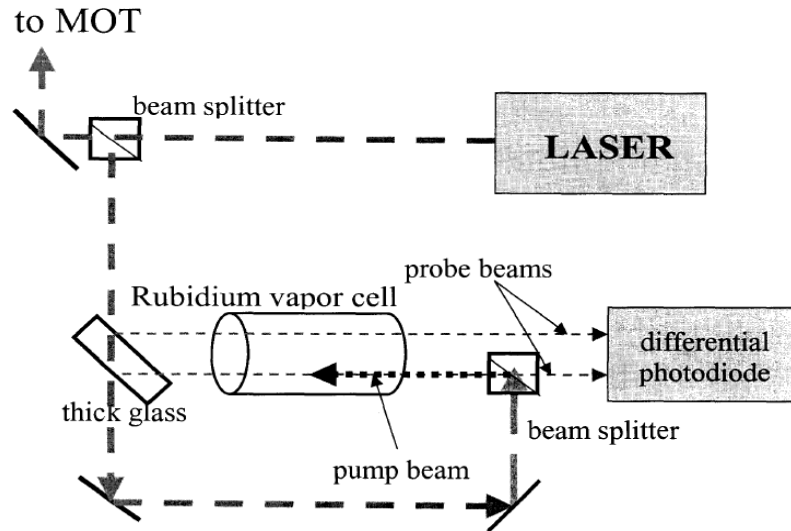 to MOT
beam splitter
LASER
probe beams
Rubidium vapor cell
differential
photodiode
thick glass
beam splitter
pump beam